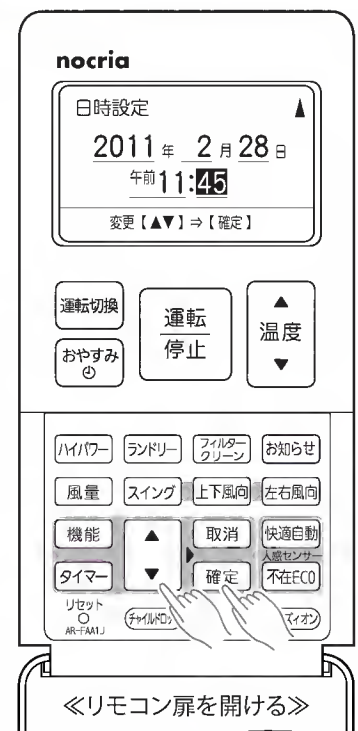 nocria
日時設定
2011年 2月28日
午前11:45
変更【▲▼】⇒【確定】
運転切換
運転
停止
▲
温度
▼
おやすみ
ハイパワー ランドリー フィルター
クリーン お知らせ
風量 スイング 上下風向 左右風向
機能 ▲ 取消 快適自動
人感センサー
タイマー ▼ 確定 不在ECO
リセット
AR-FAA1J
チャイルドロッ ズィオン
≪リモコン扉を開ける≫